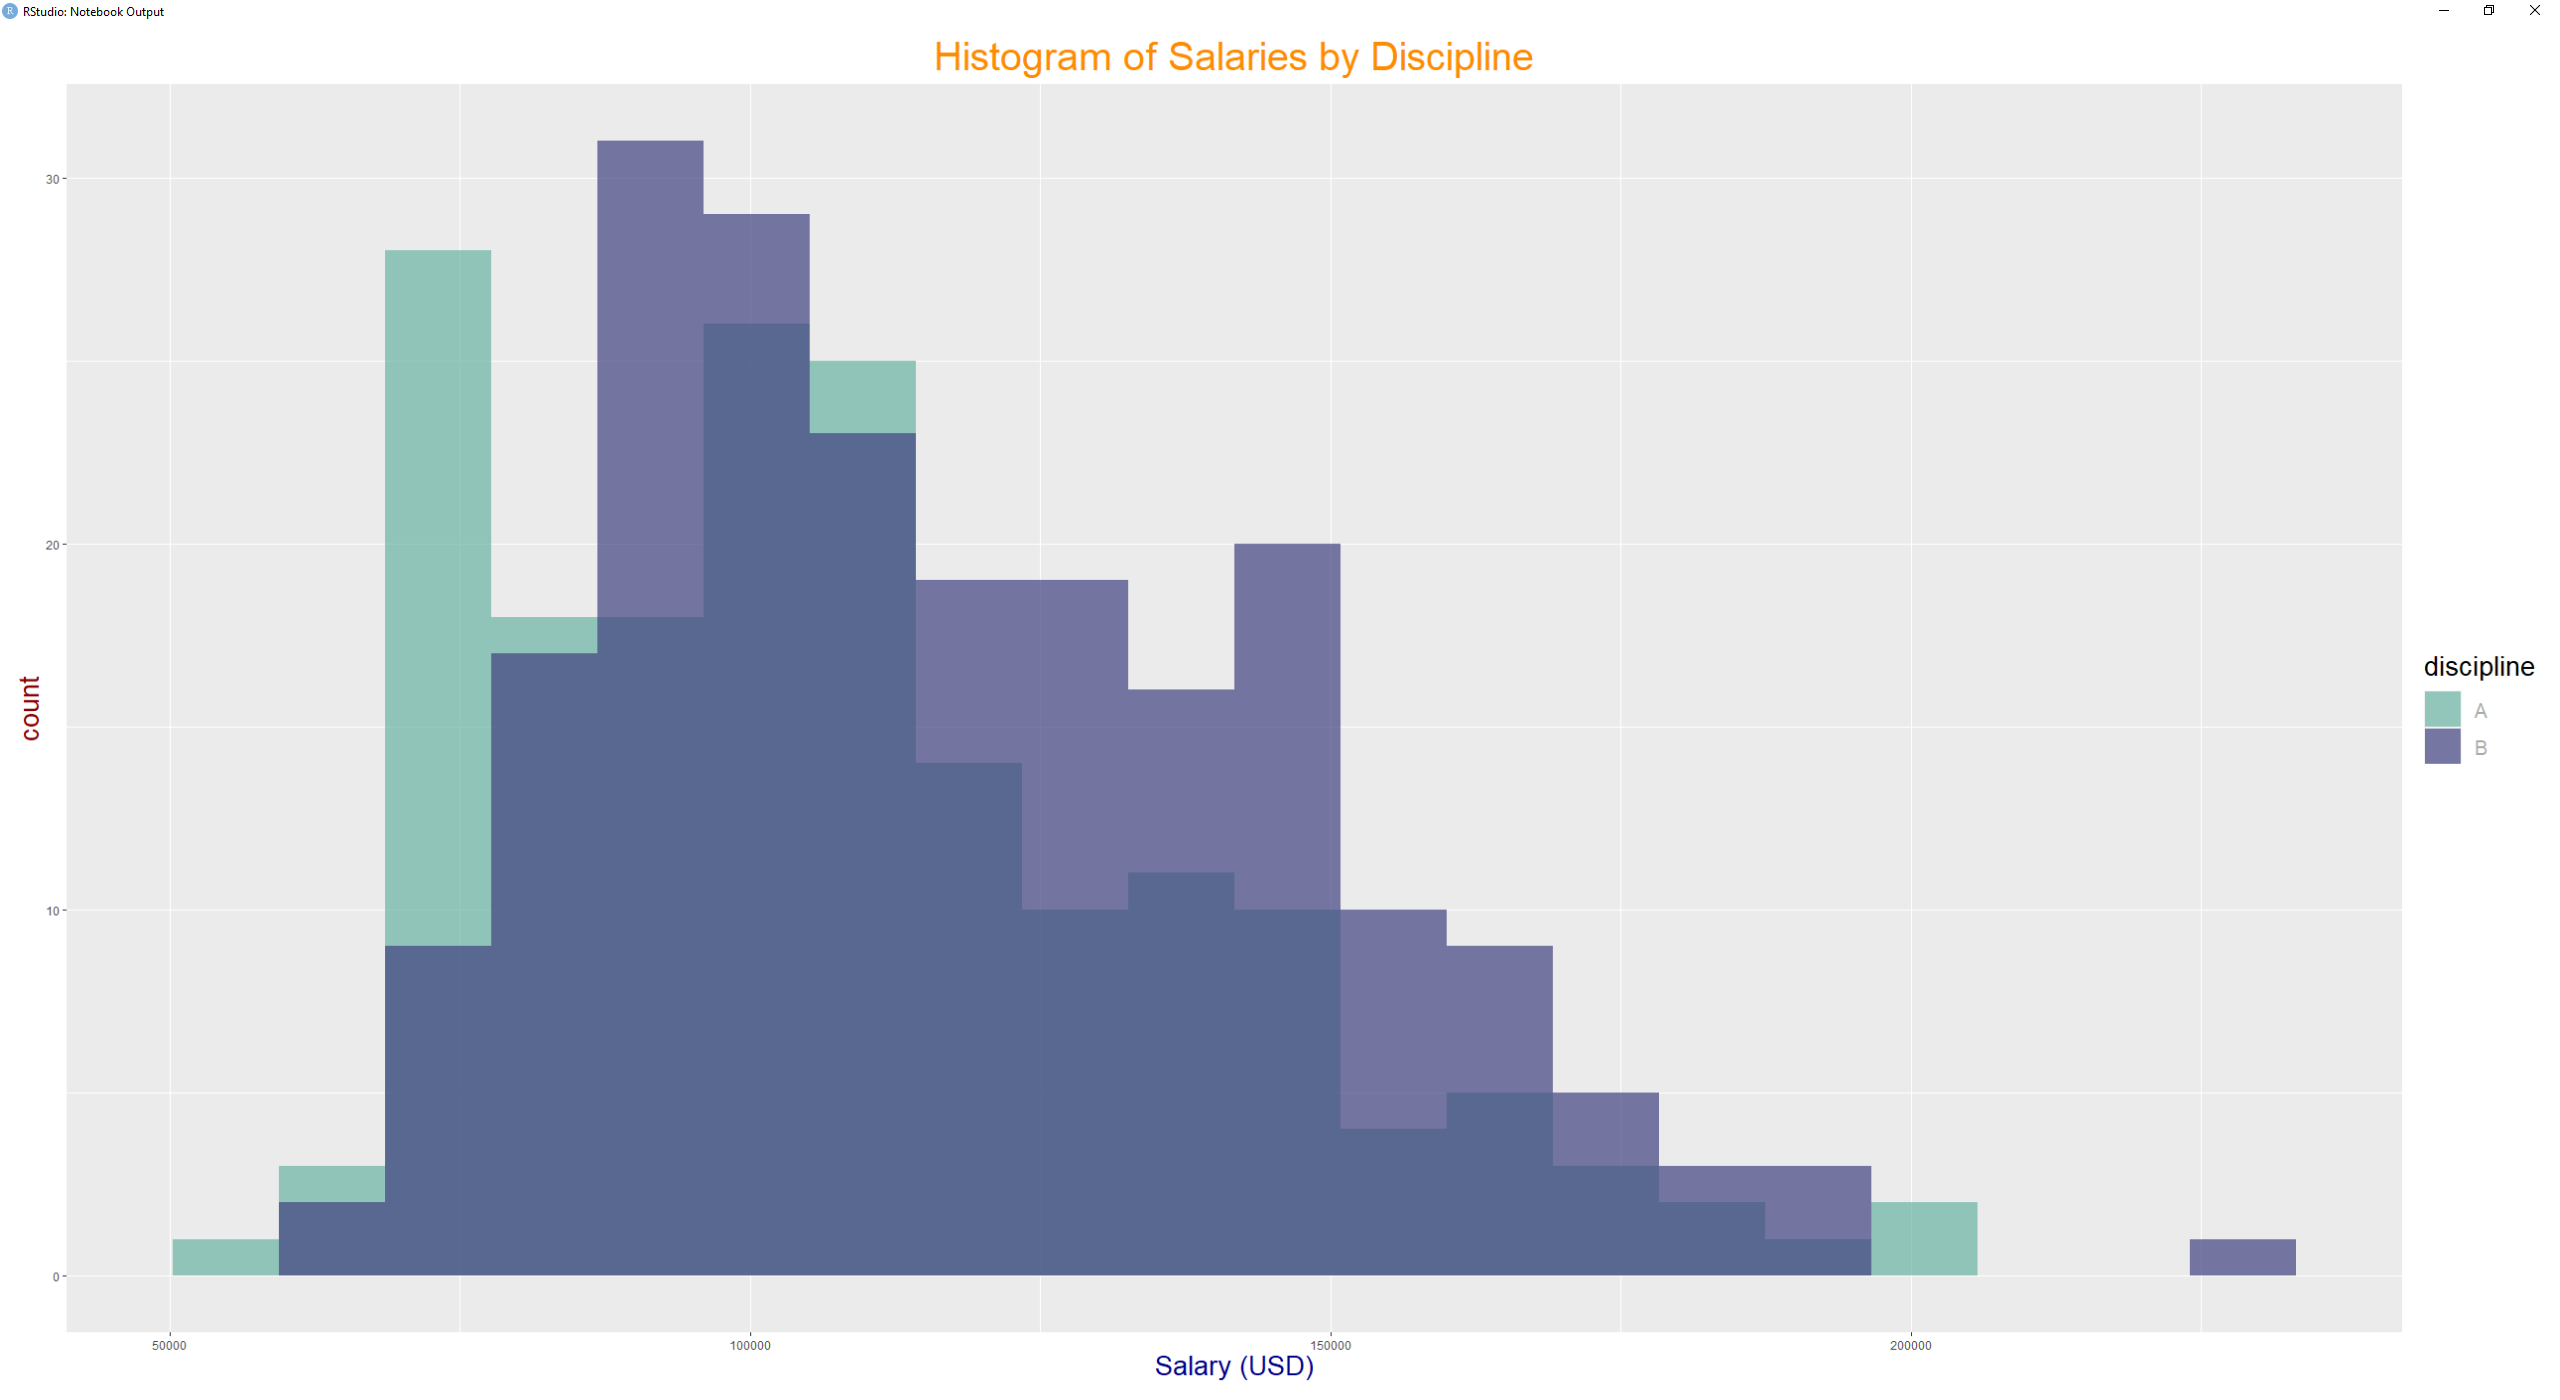 RStudio: Notebook Output
Histogram of Salaries by Discipline
30
20
10
0
count
50000 100000 150000 200000
Salary (USD)
discipline
A
B